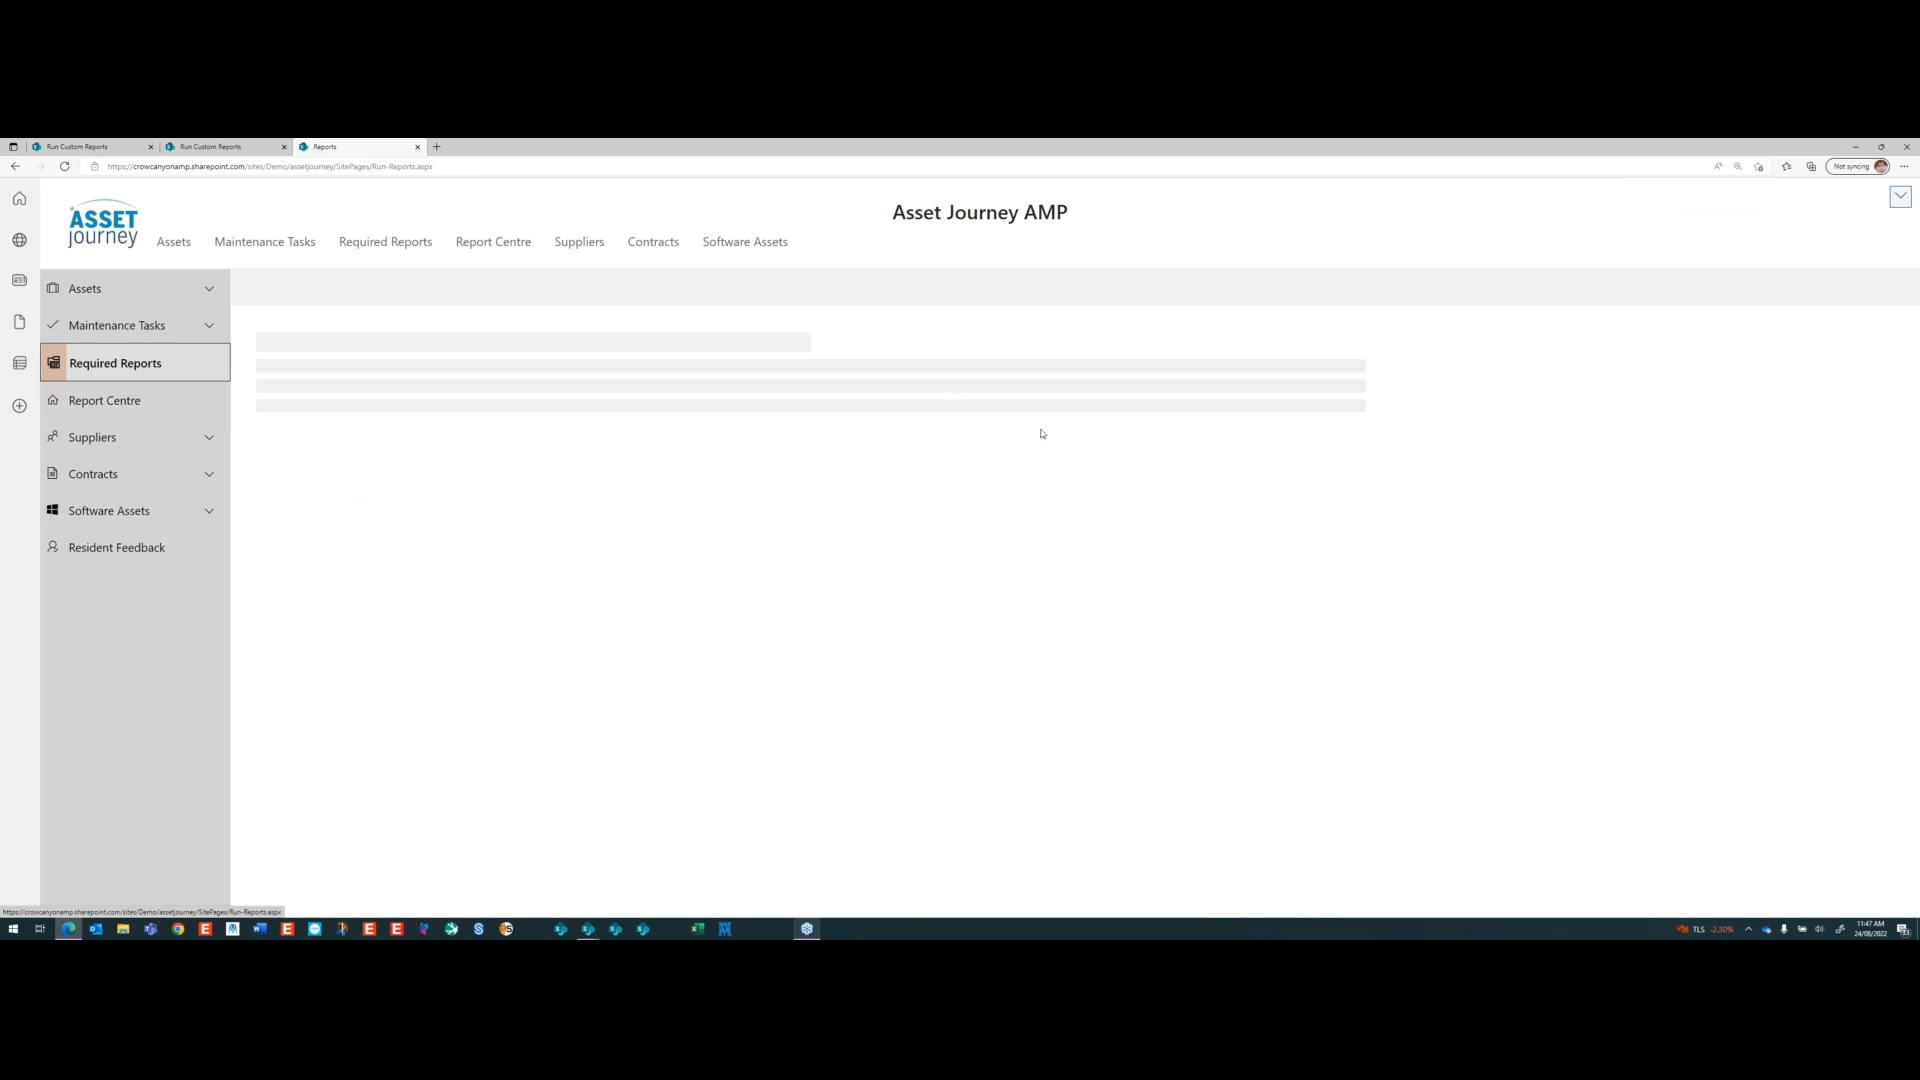 Run Custom Reports
Run Custom Reports
Reports
https://crowcanyonamp.sharepoint.com/sites/Demo/assetjourney/SitePages/Run-Reports.aspx
Not syncing
ASSET
journey
Asset Journey AMP
Assets
Maintenance Tasks
Required Reports
Report Centre
Suppliers
Contracts
Software Assets
Assets
Maintenance Tasks
Required Reports
Report Centre
Suppliers
Contracts
Software Assets
Resident Feedback
https://crowcanyonamp.sharepoint.com/sites/Demo/assetjourney/SitePages/Run-Reports.aspx
TLS -2.30%
11:47 AM
24/08/2022
33